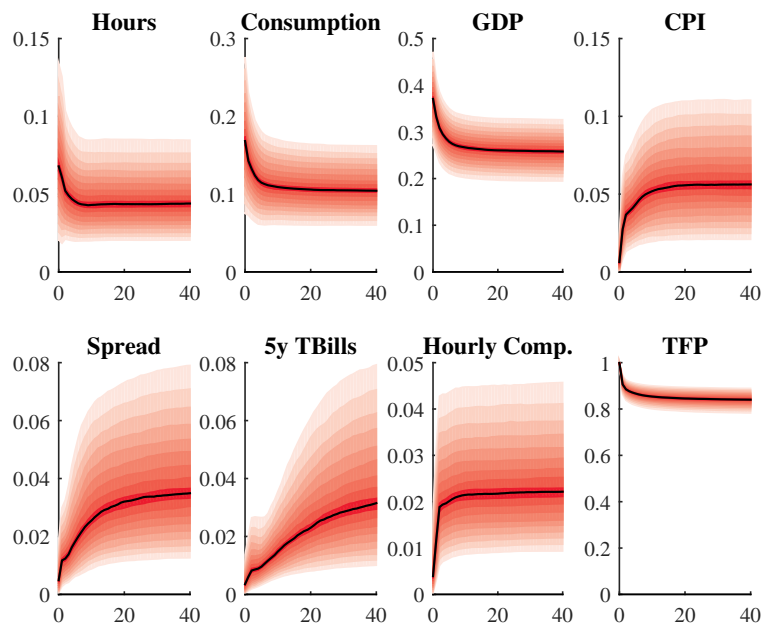 Hours Consumption GDP CPI
0.15 0.3 0.5 0.15
0.4
0.1 0.2 0.1
0.3
0.2
0.05 0.1 0.05
0.1
0 0 0 0
0 20 40 0 20 40 0 20 40 0 20 40
Spread 5y TBills Hourly Comp. TFP
0.08 0.08 0.05 1
0.04 0.8
0.06 0.06
0.03 0.6
0.04 0.04
0.02 0.4
0.02 0.02
0.01 0.2
0 0 0 0
0 20 40 0 20 40 0 20 40 0 20 40